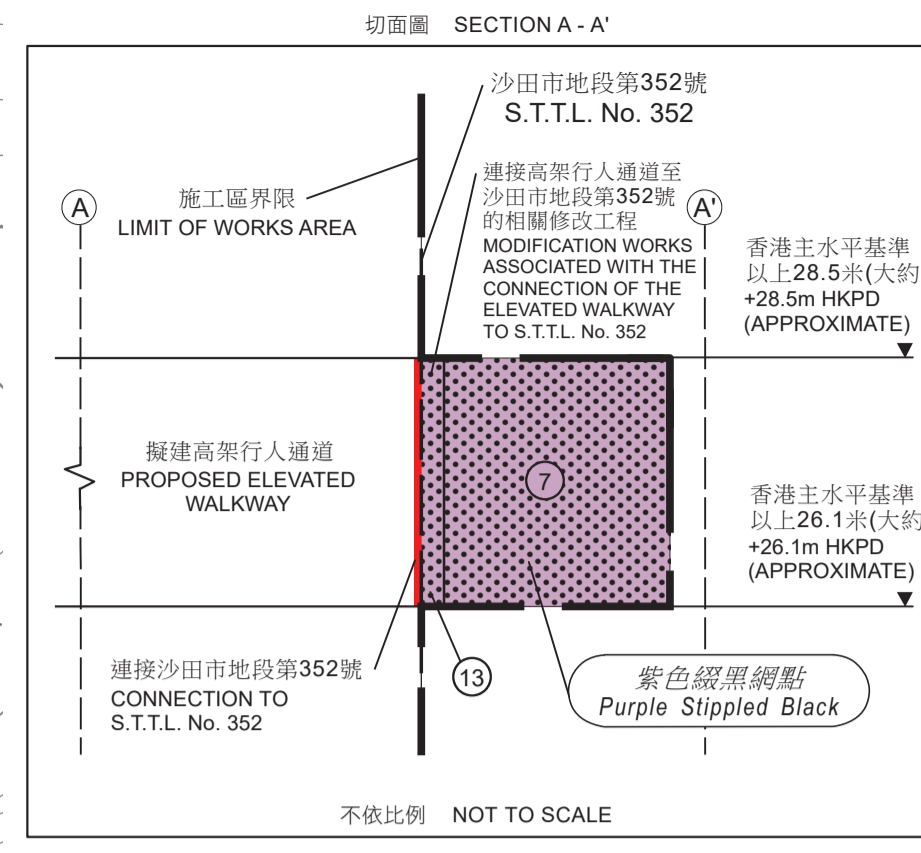 切面圖 SECTION A - A'
沙田市地段第352號
S.T.T.L. No. 352
施工區界限
LIMIT OF WORKS AREA
連接高架行人通道至
沙田市地段第352號
的相關修改工程
MODIFICATION WORKS
ASSOCIATED WITH THE
CONNECTION OF THE
ELEVATED WALKWAY
TO S.T.T.L. No. 352
A
A'
香港主水平基準
以上28.5米(大約
+28.5m HKPD
(APPROXIMATE)
擬建高架行人通道
PROPOSED ELEVATED
WALKWAY
7
香港主水平基準
以上26.1米(大約
+26.1m HKPD
(APPROXIMATE)
連接沙田市地段第352號
CONNECTION TO
S.T.T.L. No. 352
13
紫色綴黑網點
Purple Stippled Black
不依比例 NOT TO SCALE